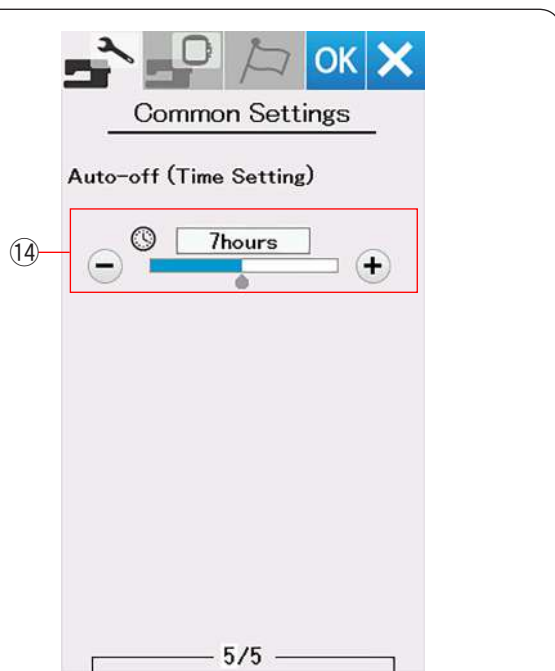 OK
Common Settings
Auto-off (Time Setting)
⑭
7hours
− +
5/5